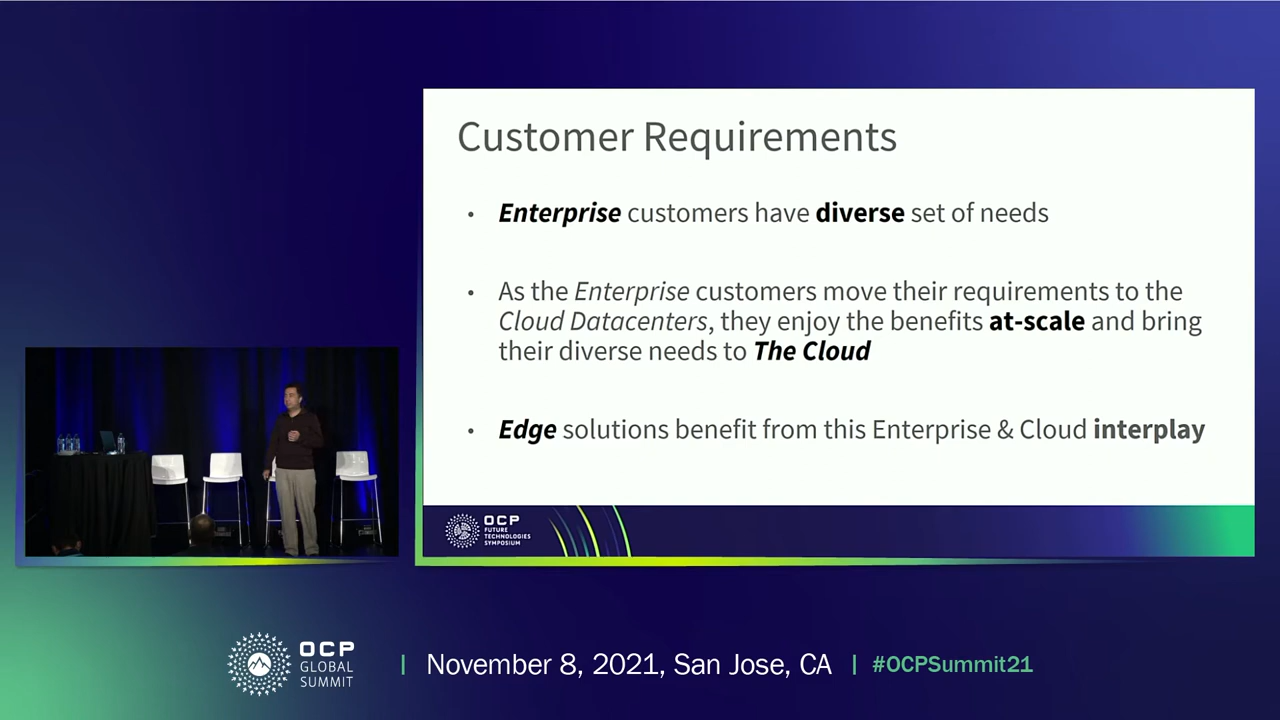 Customer Requirements
• Enterprise customers have diverse set of needs
• As the Enterprise customers move their requirements to the
Cloud Datacenters, they enjoy the benefits at-scale and bring
their diverse needs to The Cloud
• Edge solutions benefit from this Enterprise & Cloud interplay
OCP
FUTURE
TECHNOLOGIES
SYMPOSIUM
OCP
GLOBAL
SUMMIT
| November 8, 2021, San Jose, CA | #OCPSummit21